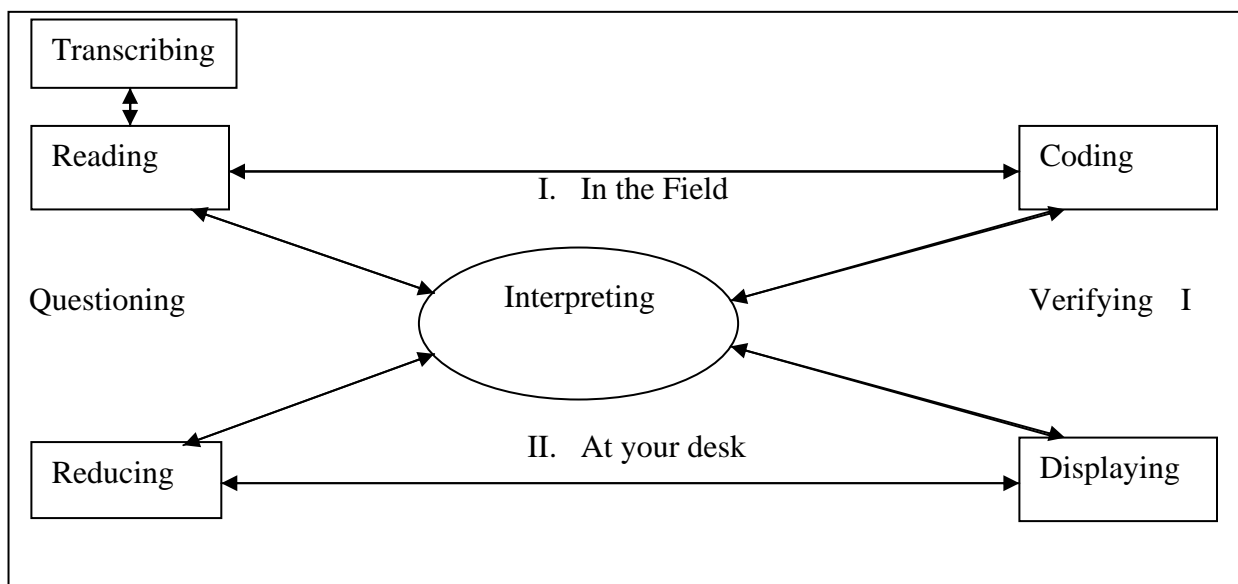 Transcribing
Reading
Coding
I. In the Field
Questioning
Interpreting
Verifying I
II. At your desk
Reducing
Displaying